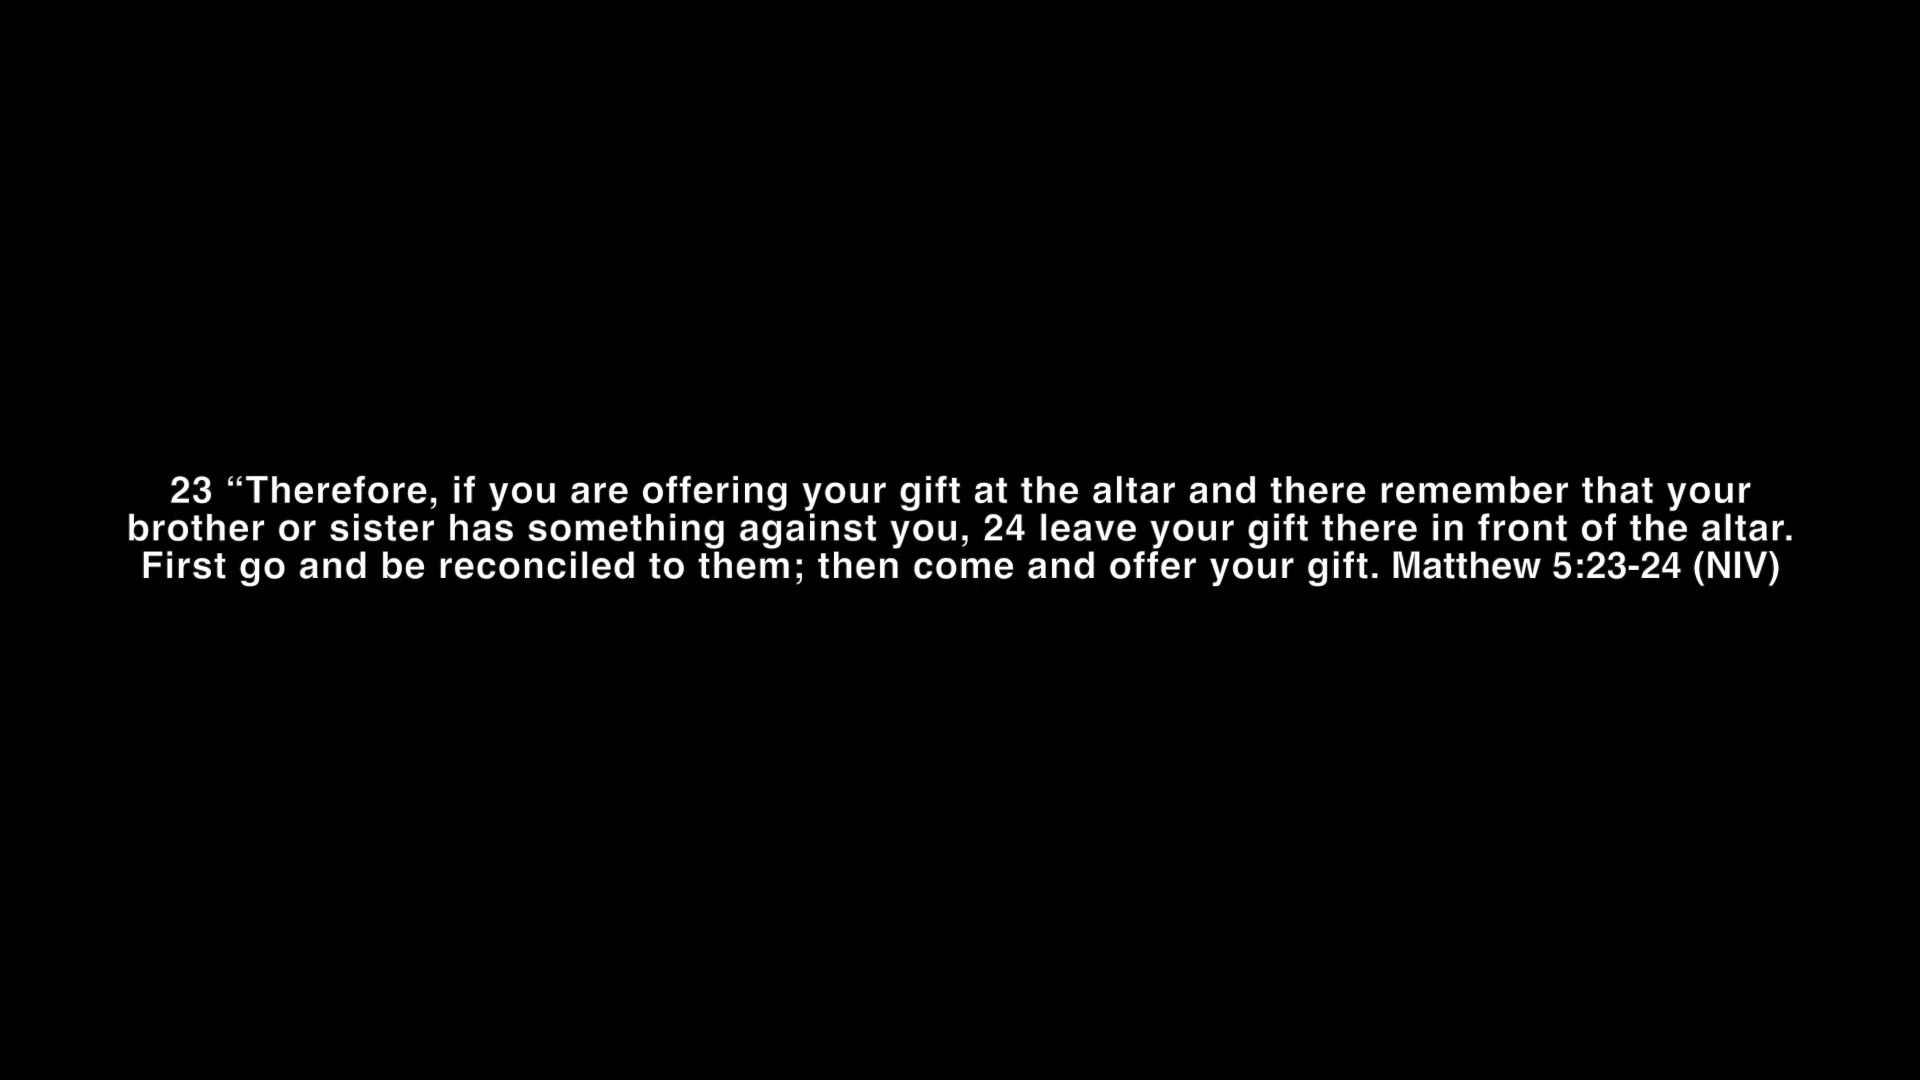 23 “Therefore, if you are offering your gift at the altar and there remember that your
brother or sister has something against you, 24 leave your gift there in front of the altar.
First go and be reconciled to them; then come and offer your gift. Matthew 5:23-24 (NIV)